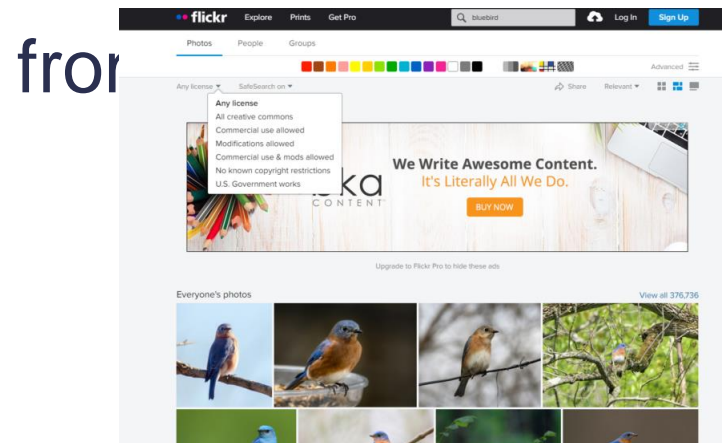 flickr Explore Prints Get Pro bluebird Log In Sign Up
Photos People Groups
from
Advanced
Any license SafeSearch on Share Relevant
Any license
All creative commons
Commercial use allowed
Modifications allowed
Commercial use & mods allowed
No known copyright restrictions
U.S. Government works
We Write Awesome Content.
It's Literally All We Do.
CONTENT
BUY NOW
Upgrade to Flickr Pro to hide these ads
Everyone's photos View all 376,736